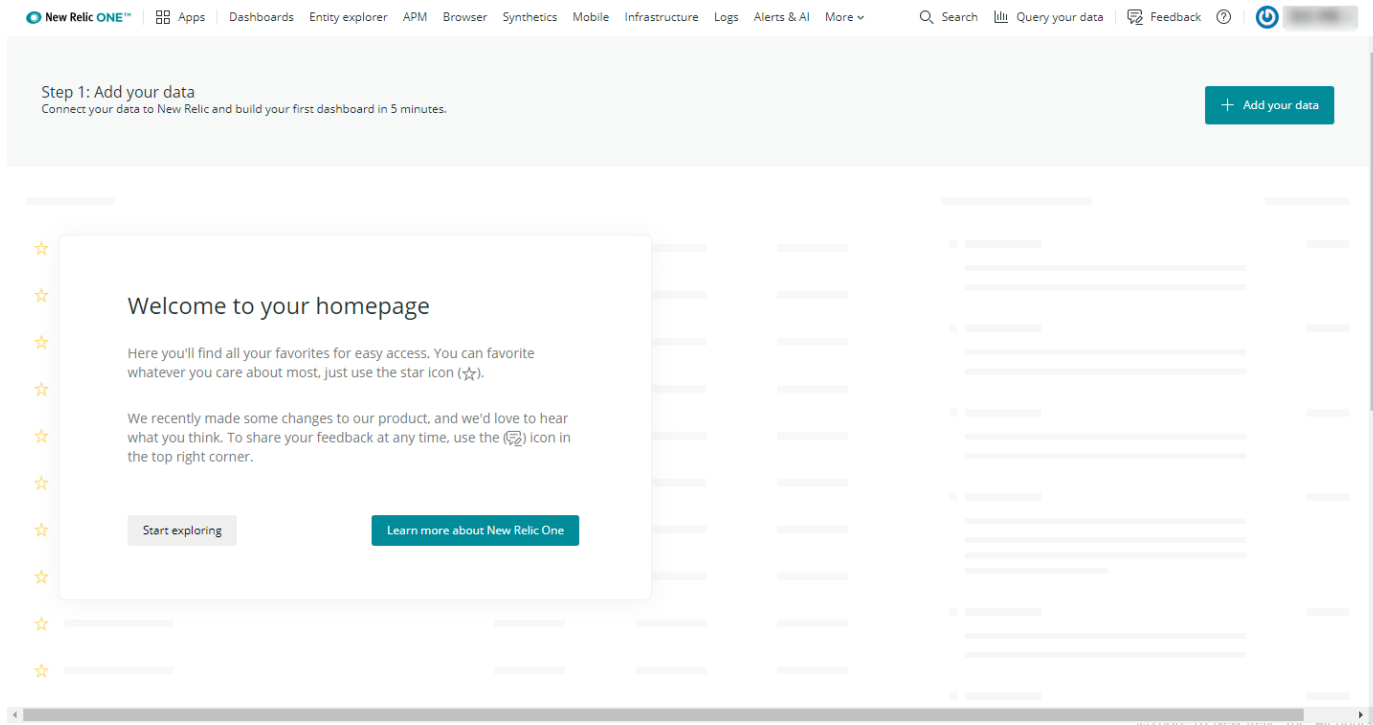 New Relic ONE™ Apps Dashboards Entity explorer APM Browser Synthetics Mobile Infrastructure Logs Alerts & AI More Search Query your data Feedback
Step 1: Add your data
Connect your data to New Relic and build your first dashboard in 5 minutes.
+ Add your data
Welcome to your homepage
Here you'll find all your favorites for easy access. You can favorite
whatever you care about most, just use the star icon (☆).
We recently made some changes to our product, and we'd love to hear
what you think. To share your feedback at any time, use the () icon in
the top right corner.
Start exploring
Learn more about New Relic One